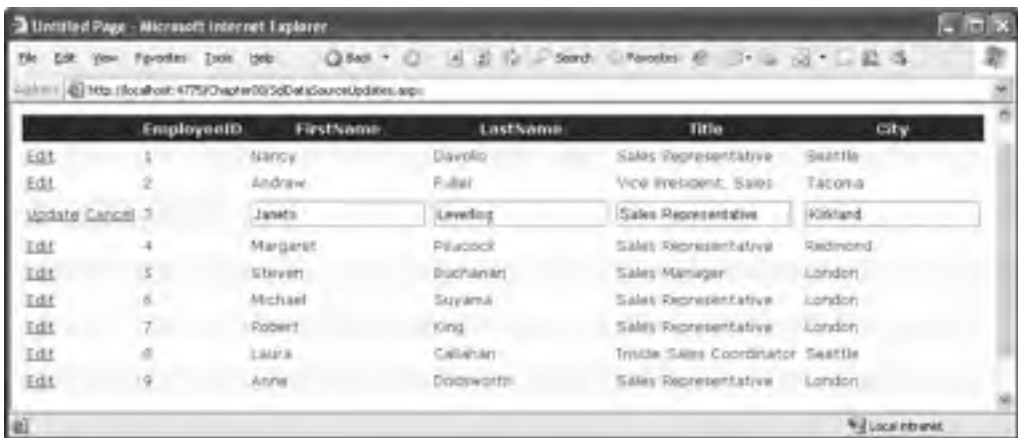 Untitled Page - Microsoft Internet Explorer
File Edit View Favorites Tools Help Back Search Favorites
Address http://localhost:4775/Chapter08/SqlDataSourceUpdates.aspx
EmployeeID FirstName LastName Title City
Edit 1 Nancy Davolio Sales Representative Seattle
Edit 2 Andrew Fuller Vice President, Sales Tacoma
Update Cancel 3 Janets Leverling Sales Representative Kirkland
Edit 4 Margaret Peacock Sales Representative Redmond
Edit 5 Steven Buchanan Sales Manager London
Edit 6 Michael Suyama Sales Representative London
Edit 7 Robert King Sales Representative London
Edit 8 Laura Callahan Inside Sales Coordinator Seattle
Edit 9 Anne Dodsworth Sales Representative London
Local intranet